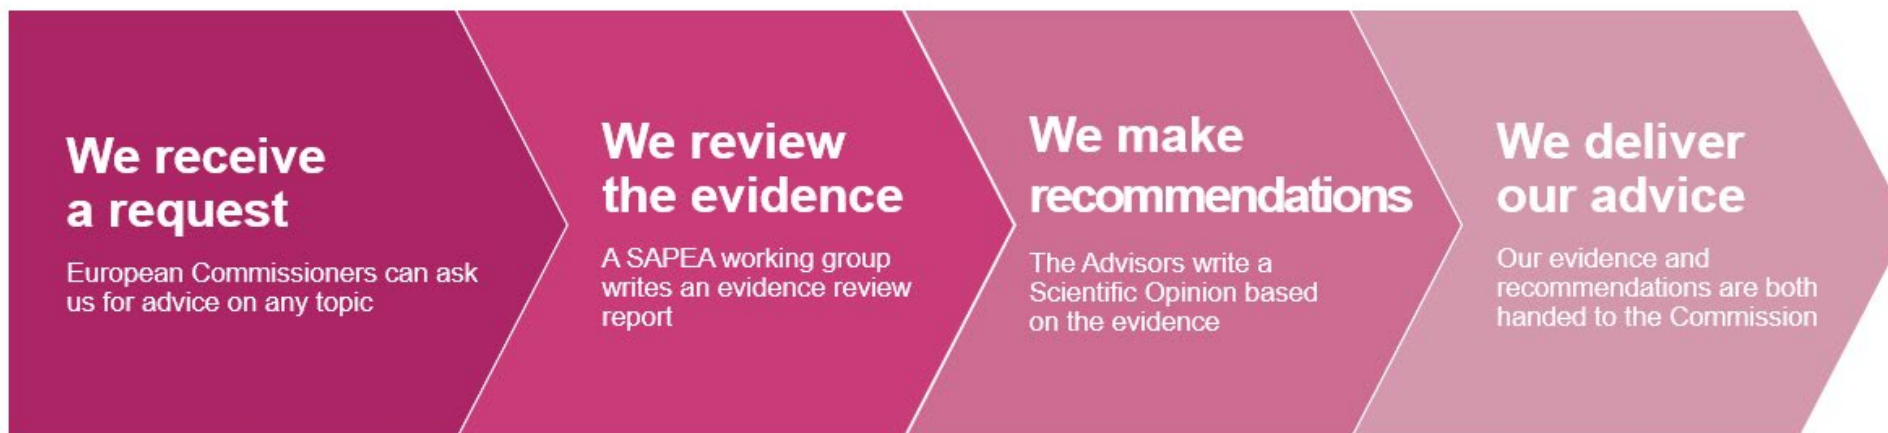 We receive
a request
European Commissioners can ask
us for advice on any topic
We review
the evidence
A SAPEA working group
writes an evidence review
report
We make
recommendations
The Advisors write a
Scientific Opinion based
on the evidence
We deliver
our advice
Our evidence and
recommendations are both
handed to the Commission